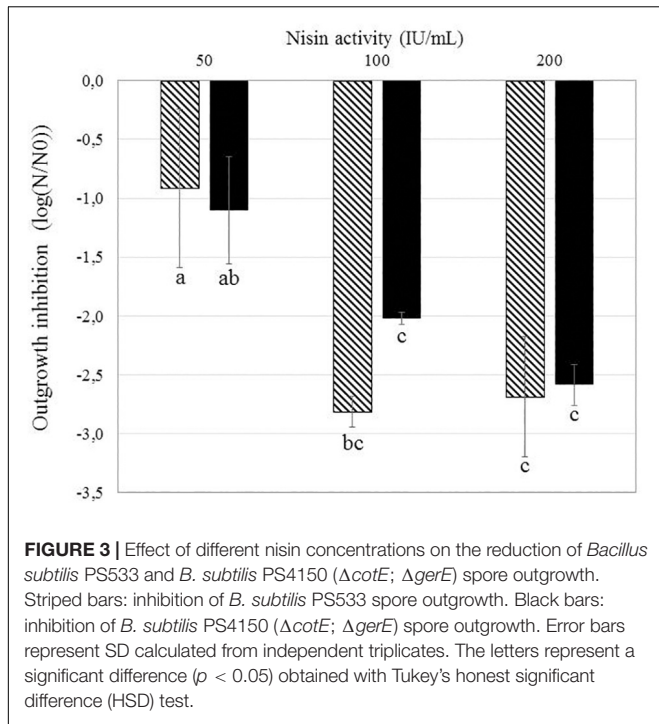 Nisin activity (IU/mL)
50 100 200
0,0
-0,5
-1,0
-1,5
-2,0
-2,5
-3,0
-3,5
Outgrowth inhibition (log(N/N0))
a ab bc c c c
FIGURE 3 | Effect of different nisin concentrations on the reduction of Bacillus
subtilis PS533 and B. subtilis PS4150 (ΔcotE; ΔgerE) spore outgrowth.
Striped bars: inhibition of B. subtilis PS533 spore outgrowth. Black bars:
inhibition of B. subtilis PS4150 (ΔcotE; ΔgerE) spore outgrowth. Error bars
represent SD calculated from independent triplicates. The letters represent a
significant difference (p < 0.05) obtained with Tukey's honest significant
difference (HSD) test.